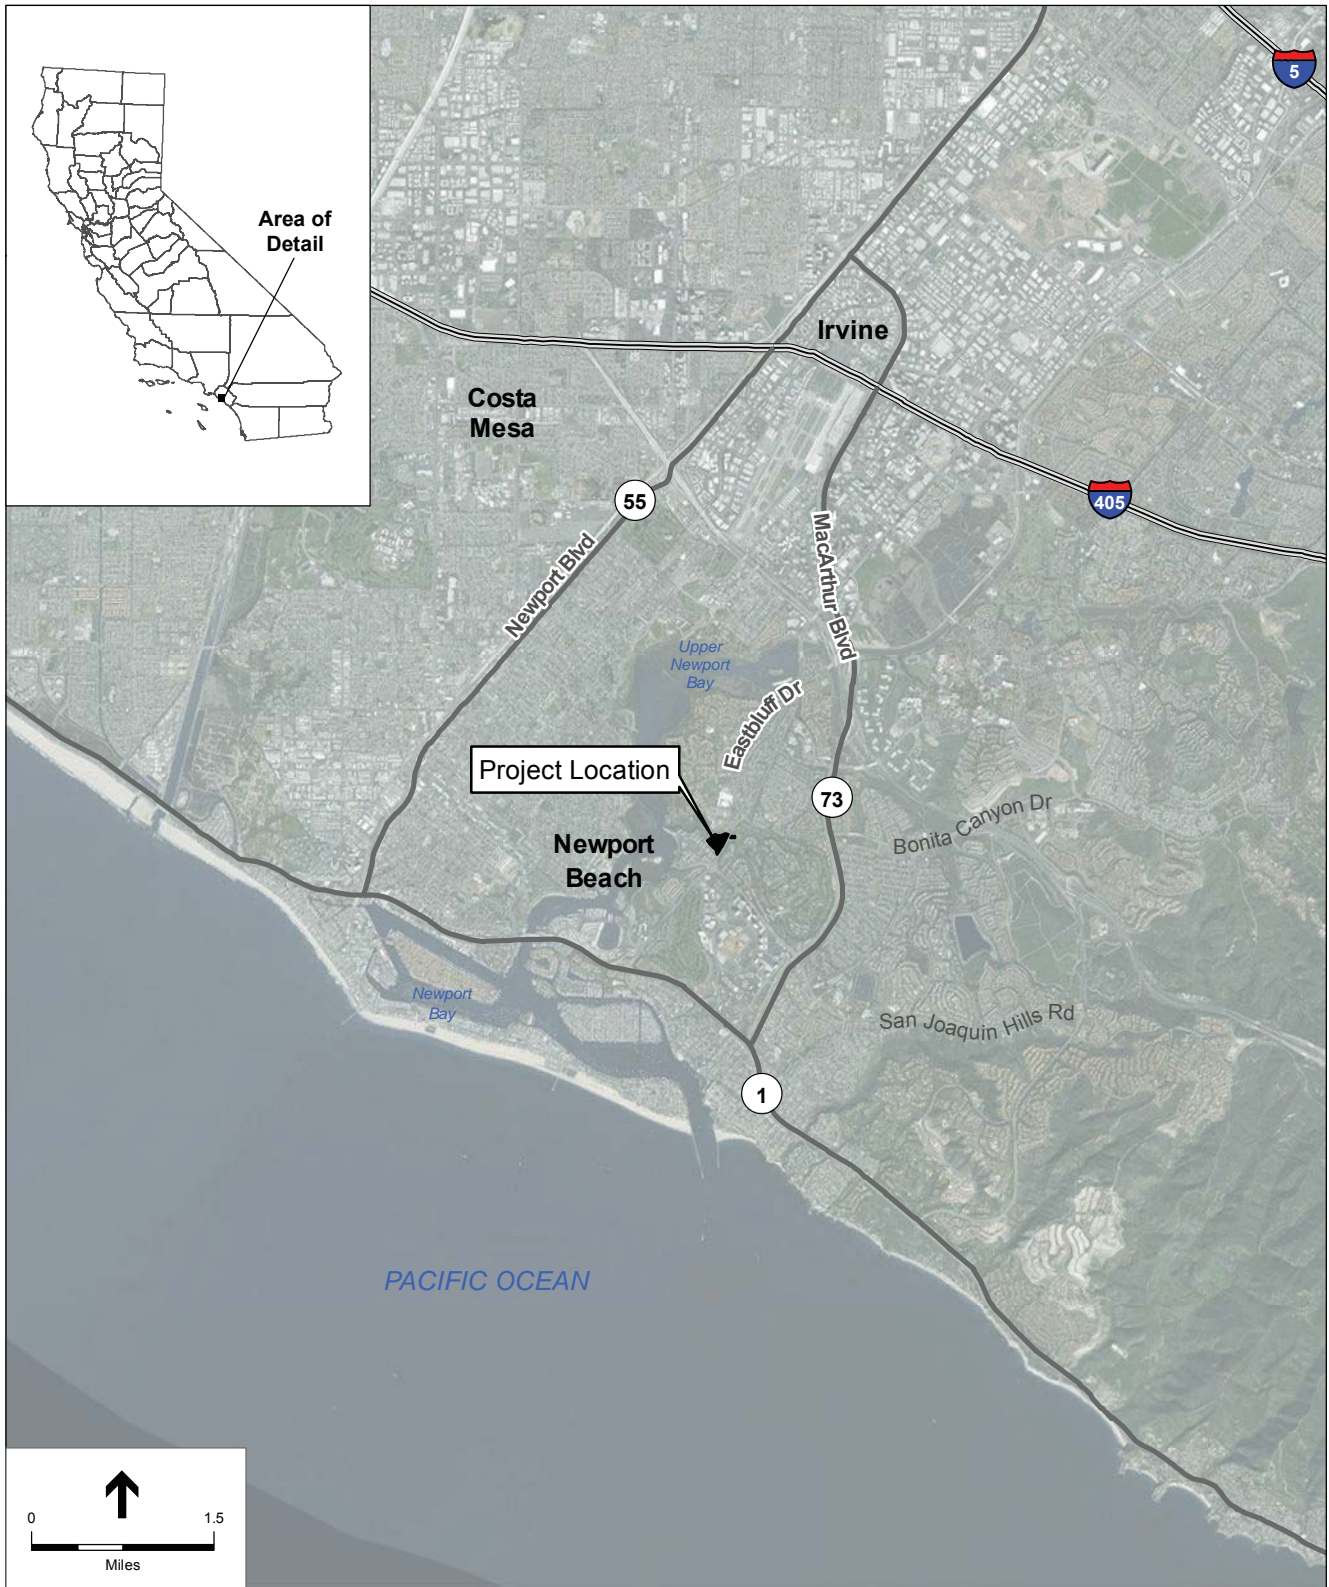 Area of
Detail
5
Irvine
Costa
Mesa
405
55
Newport Blvd
MacArthur Blvd
Upper
Newport
Bay
Eastbluff Dr
Project Location
73
Bonita Canyon Dr
Newport
Beach
Newport
Bay
San Joaquin Hills Rd
1
PACIFIC OCEAN
0 1.5
Miles